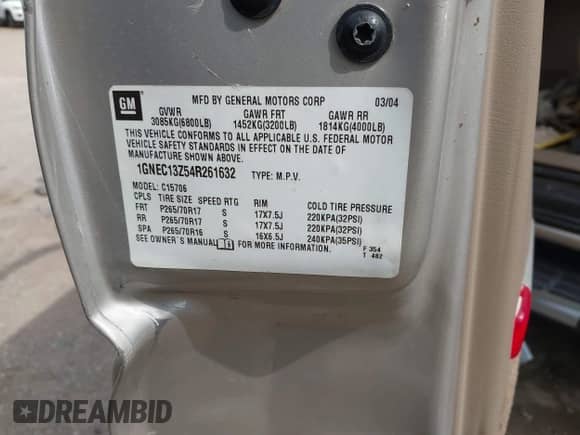 GM
MFD BY GENERAL MOTORS CORP 03/04
GVWR GAWR FRT GAWR RR
3085KG(6800LB) 1452KG(3200LB) 1814KG(4000LB)
THIS VEHICLE CONFORMS TO ALL APPLICABLE U.S. FEDERAL MOTOR
VEHICLE SAFETY STANDARDS IN EFFECT ON THE DATE OF
MANUFACTURE SHOWN ABOVE.
1GNEC13Z54R261632 TYPE: M.P.V.
MODEL: C15706
CPLS TIRE SIZE SPEED RTG RIM COLD TIRE PRESSURE
FRT P265/70R17 S 17X7.5J 220KPA(32PSI)
RR P265/70R17 S 17X7.5J 220KPA(32PSI)
SPA P265/70R16 S 16X6.5J 240KPA(35PSI)
SEE OWNER'S MANUAL FOR MORE INFORMATION.
F 354
1 482
DREAMBID